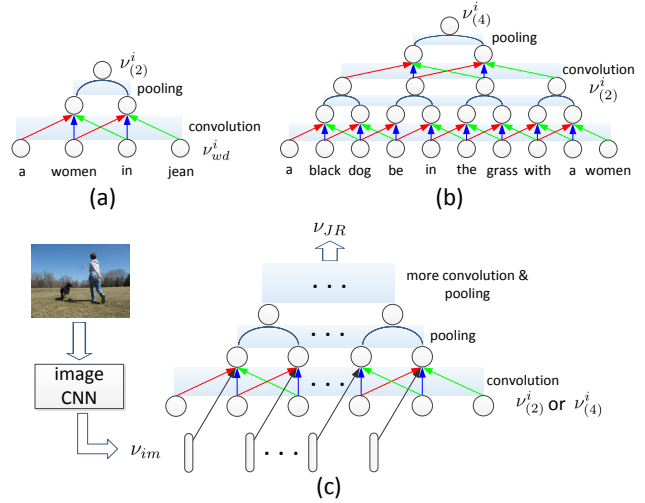 ν^i_(2)
pooling
convolution
ν^i_wd
a women in jean
(a)
ν^i_(4)
pooling
convolution
ν^i_(2)
a black dog be in the grass with a women
(b)
ν_JR
more convolution &
pooling
. . .
. . .
pooling
image
CNN
. . .
convolution
ν^i_(2) or ν^i_(4)
ν_im
. . .
(c)